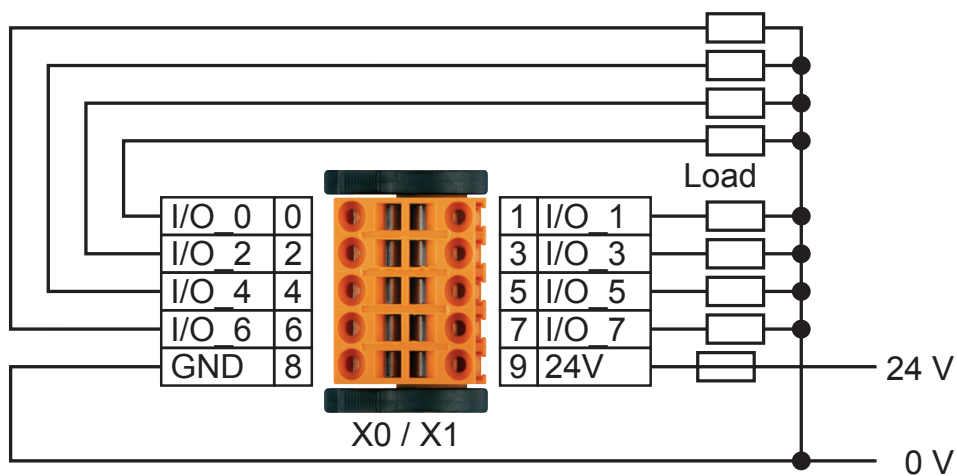 Load
I/O_0 0 1 I/O_1
I/O_2 2 3 I/O_3
I/O_4 4 5 I/O_5
I/O_6 6 7 I/O_7
GND 8 9 24V
24 V
X0 / X1
0 V